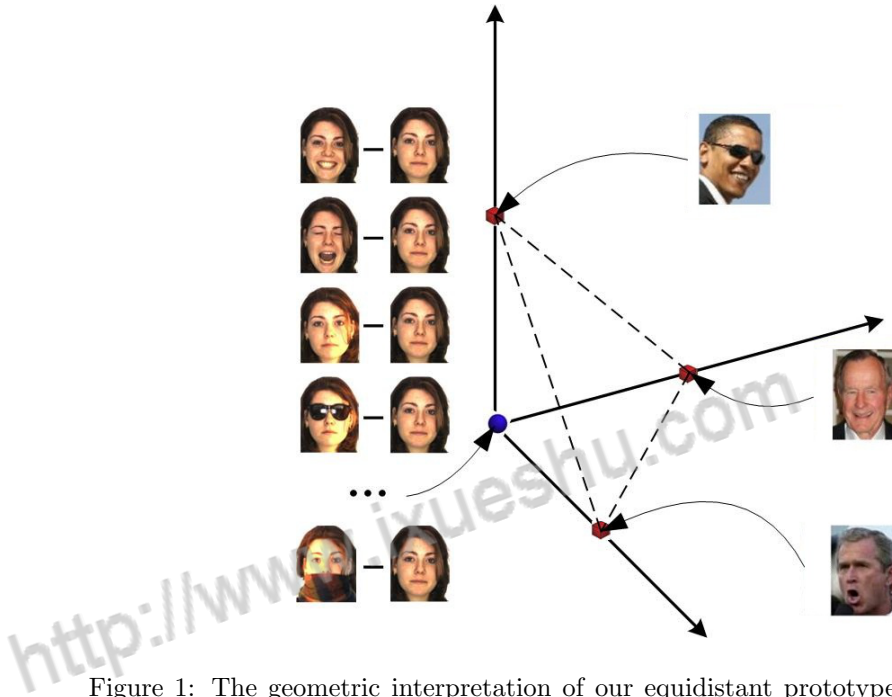 ...
http://www.ixueshu.com
Figure 1: The geometric interpretation of our equidistant prototype